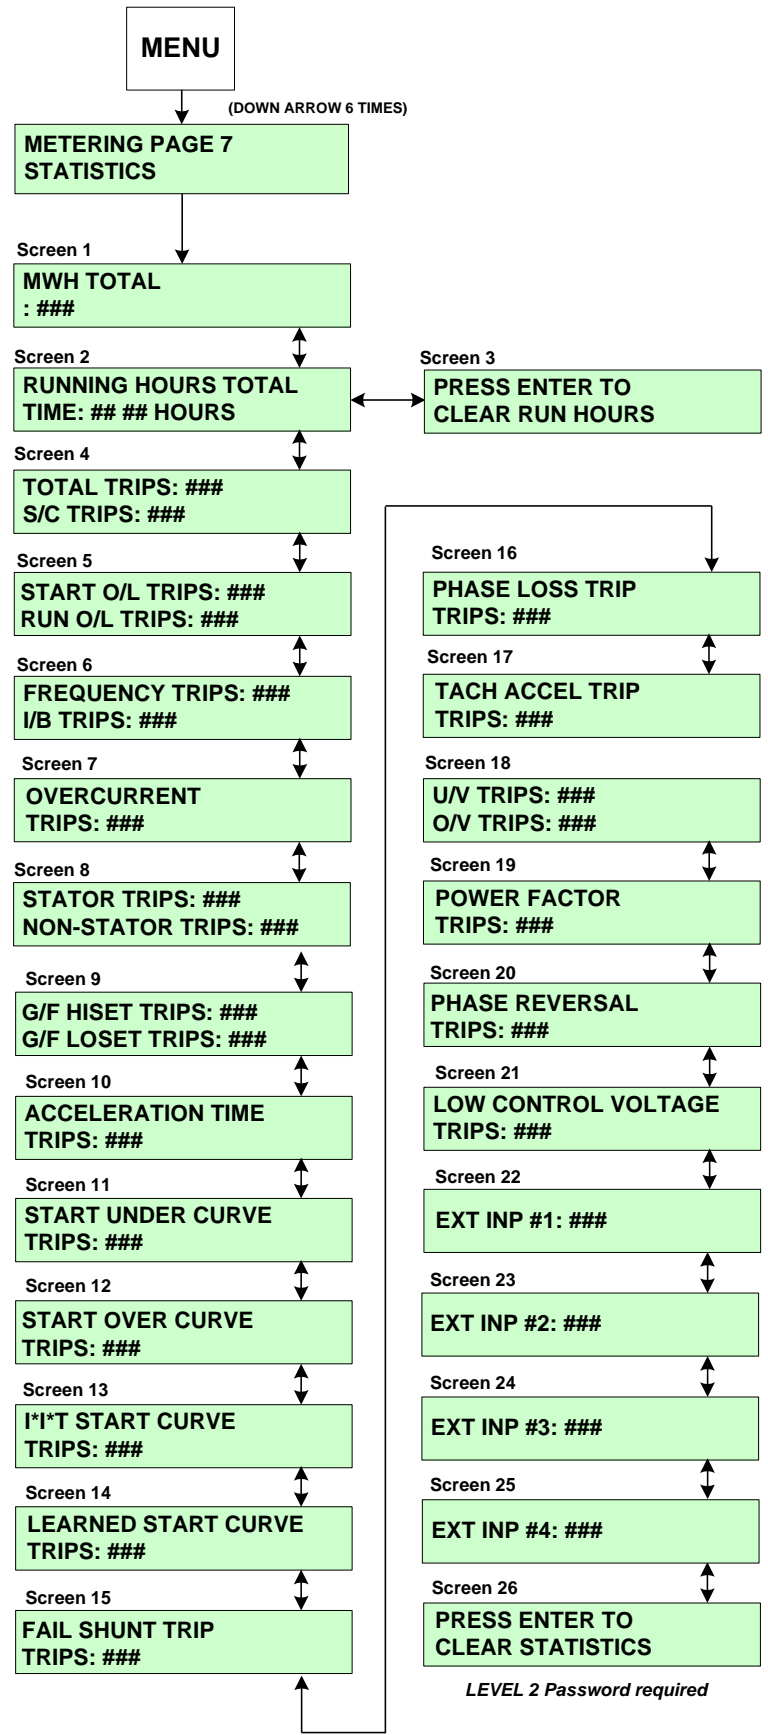 MENU
(DOWN ARROW 6 TIMES)
METERING PAGE 7
STATISTICS
Screen 1
MWH TOTAL
: ###
Screen 2
RUNNING HOURS TOTAL
TIME: ## ## HOURS
Screen 3
PRESS ENTER TO
CLEAR RUN HOURS
Screen 4
TOTAL TRIPS: ###
S/C TRIPS: ###
Screen 5
START O/L TRIPS: ###
RUN O/L TRIPS: ###
Screen 6
FREQUENCY TRIPS: ###
I/B TRIPS: ###
Screen 7
OVERCURRENT
TRIPS: ###
Screen 8
STATOR TRIPS: ###
NON-STATOR TRIPS: ###
Screen 9
G/F HISET TRIPS: ###
G/F LOSET TRIPS: ###
Screen 10
ACCELERATION TIME
TRIPS: ###
Screen 11
START UNDER CURVE
TRIPS: ###
Screen 12
START OVER CURVE
TRIPS: ###
Screen 13
I*I*T START CURVE
TRIPS: ###
Screen 14
LEARNED START CURVE
TRIPS: ###
Screen 15
FAIL SHUNT TRIP
TRIPS: ###
Screen 16
PHASE LOSS TRIP
TRIPS: ###
Screen 17
TACH ACCEL TRIP
TRIPS: ###
Screen 18
U/V TRIPS: ###
O/V TRIPS: ###
Screen 19
POWER FACTOR
TRIPS: ###
Screen 20
PHASE REVERSAL
TRIPS: ###
Screen 21
LOW CONTROL VOLTAGE
TRIPS: ###
Screen 22
EXT INP #1: ###
Screen 23
EXT INP #2: ###
Screen 24
EXT INP #3: ###
Screen 25
EXT INP #4: ###
Screen 26
PRESS ENTER TO
CLEAR STATISTICS
LEVEL 2 Password required